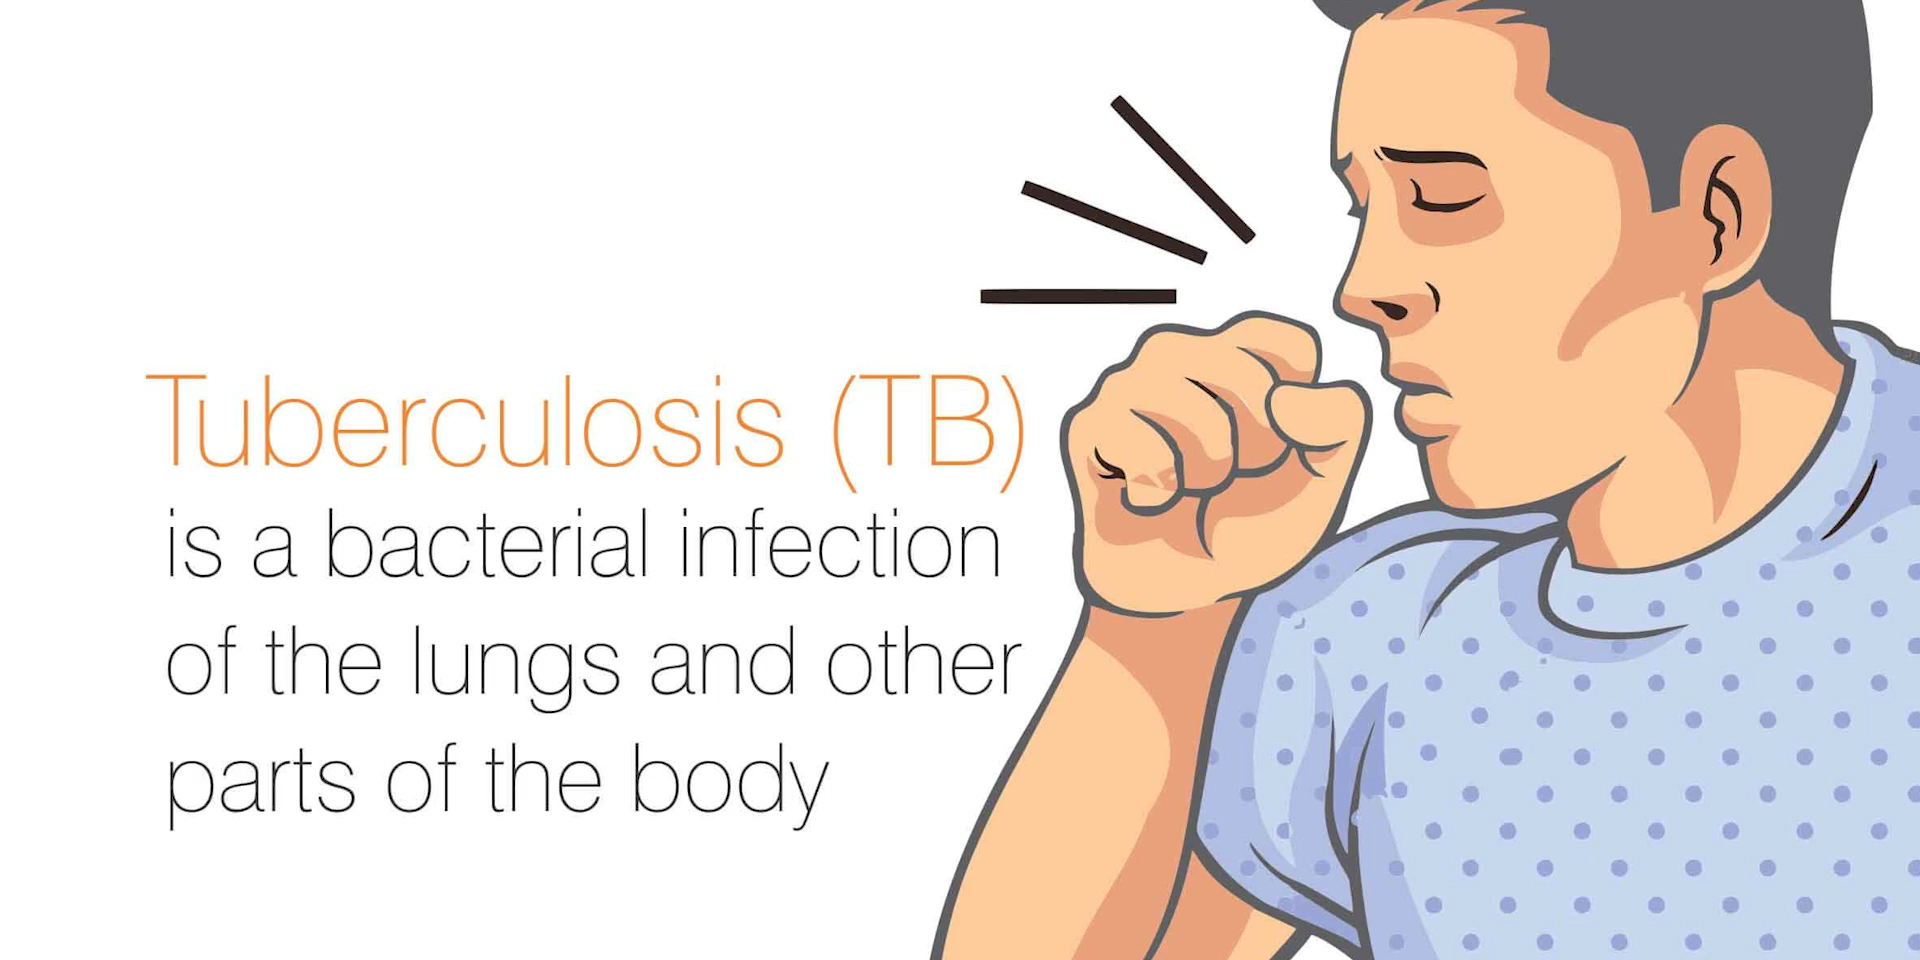 Tuberculosis (TB)
is a bacterial infection
of the lungs and other
parts of the body